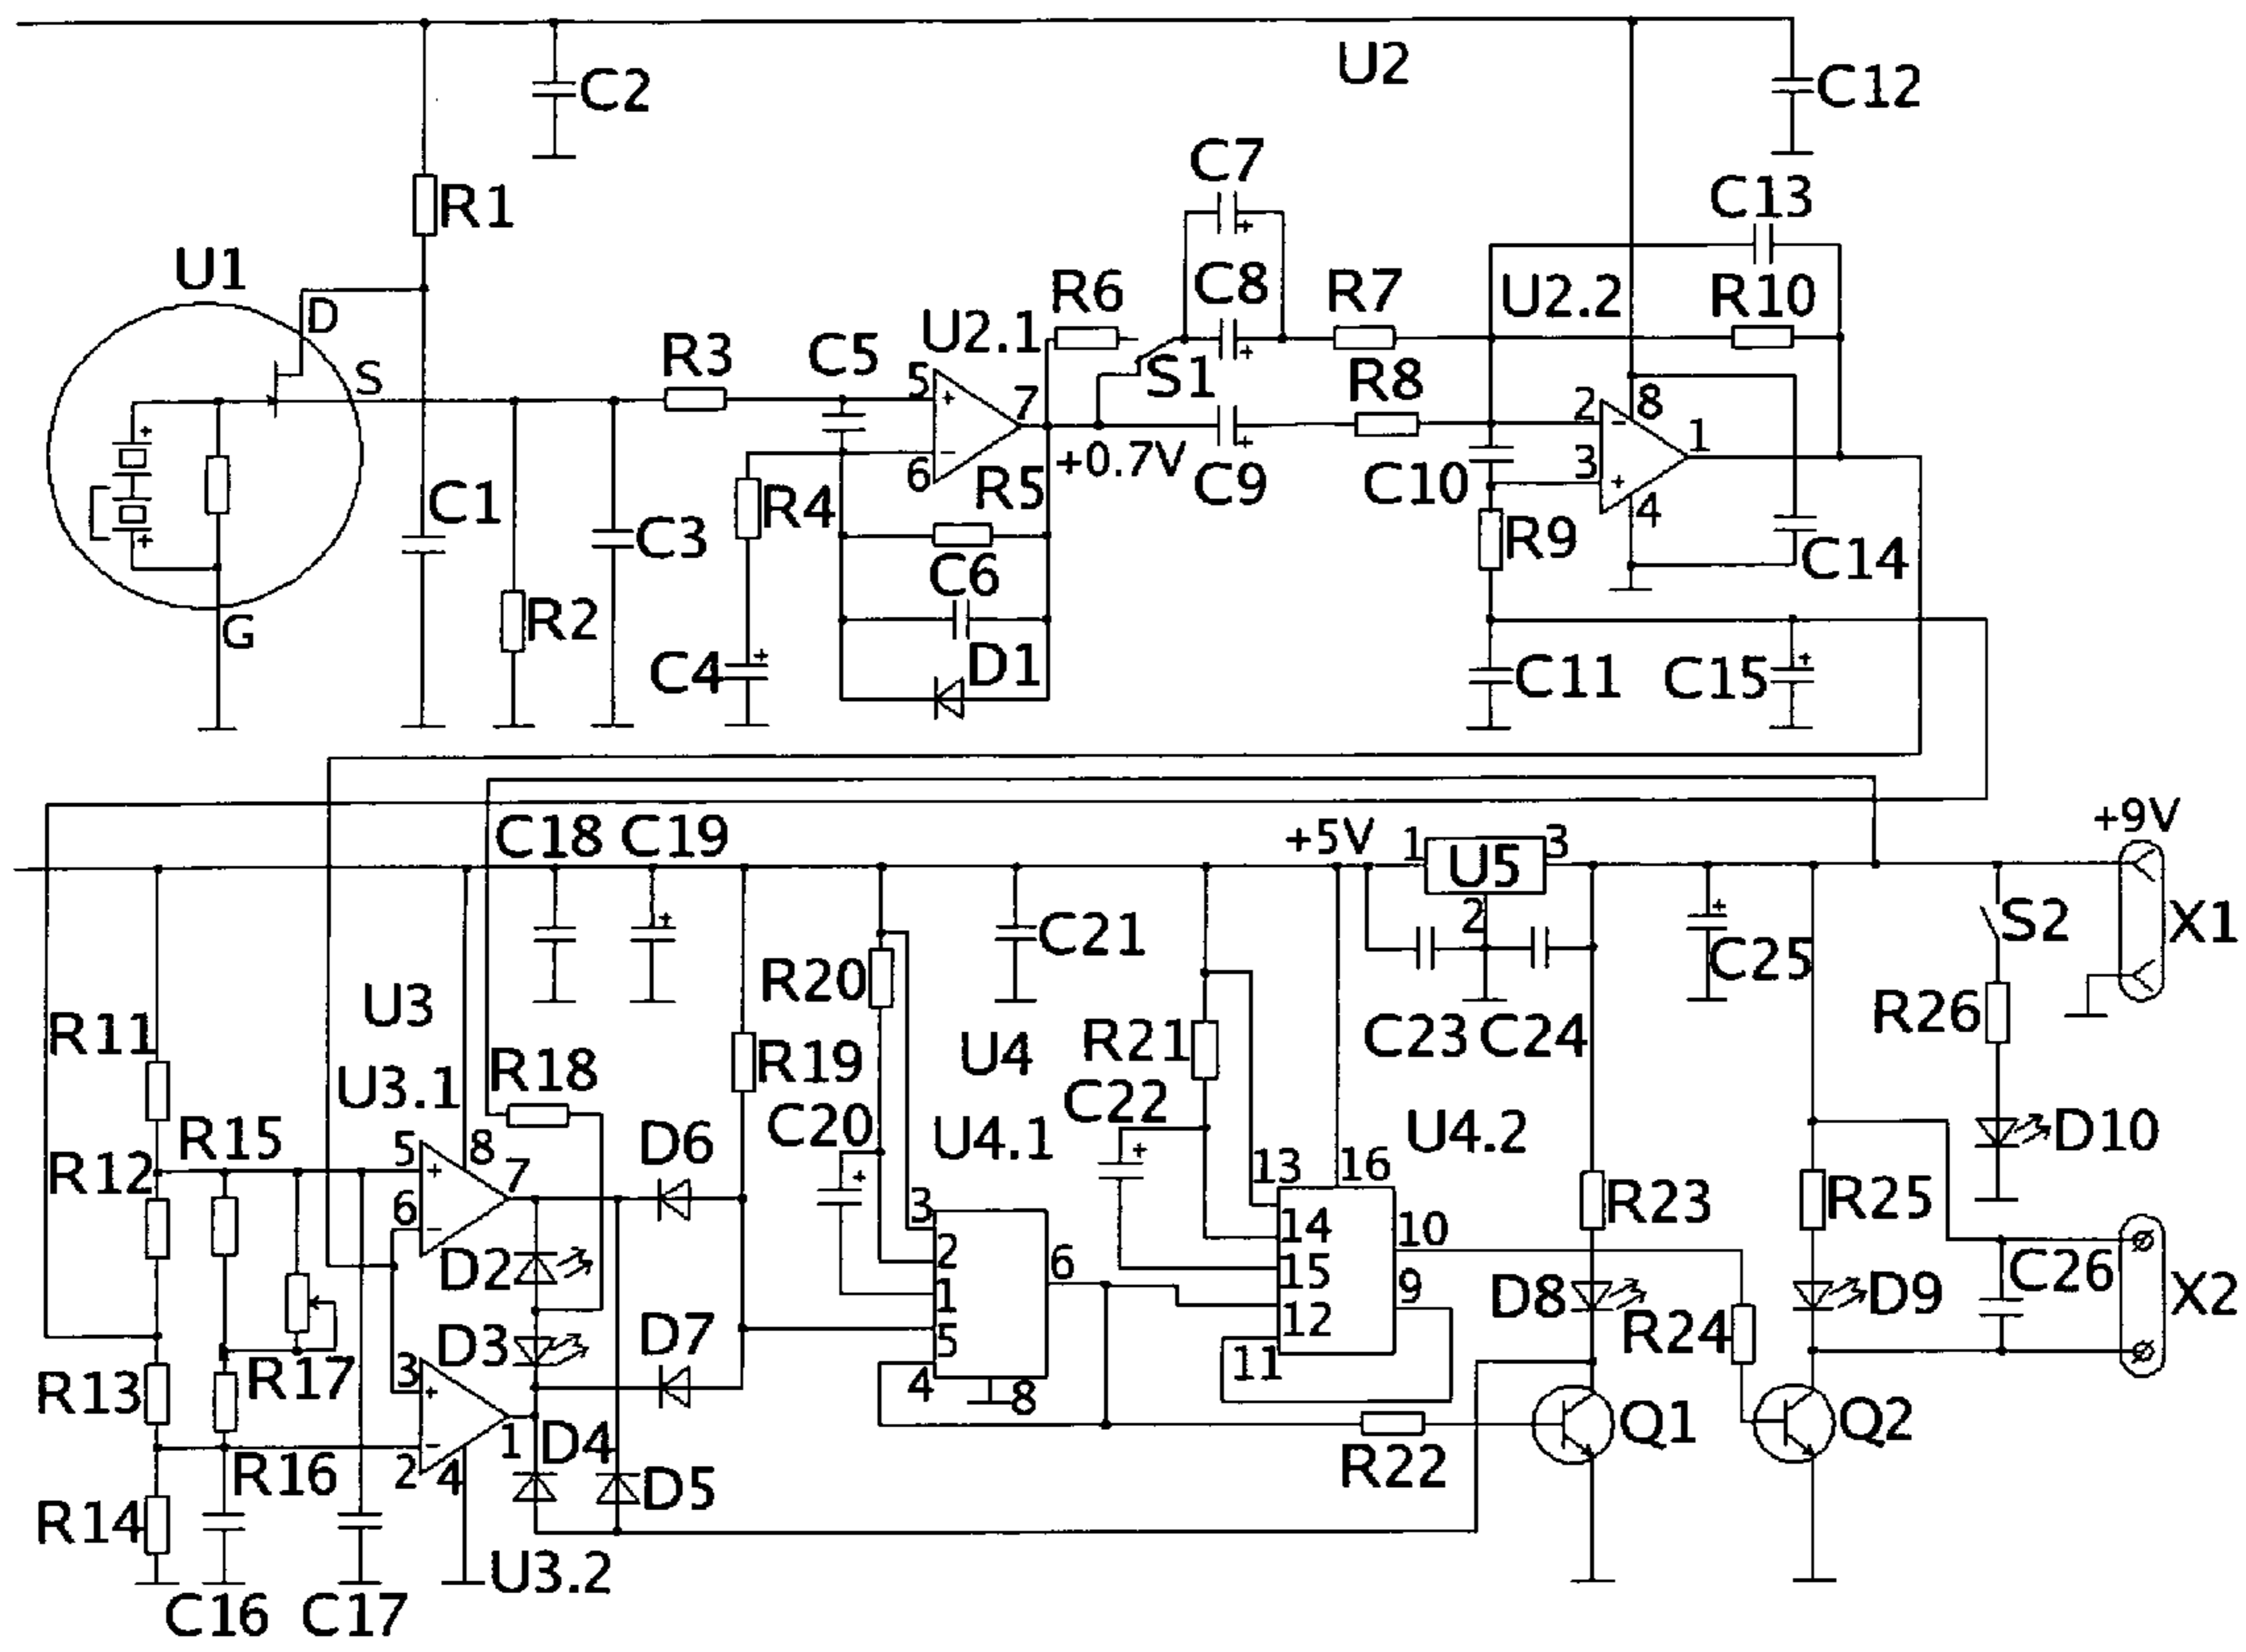 U2
C2
C12
C7
C13
R1
U1
D
C8
R6
R7
U2.2
R10
U2.1
R3
C5
S1
R8
S
5
+
7
2
-
8
+0.7V
1
C9
C10
3
+
6
-
R5
R4
C1
C3
4
R9
C14
C6
R2
G
C4
D1
C11
C15
C18
C19
+5V
1
U5
3
+9V
2
S2
X1
C21
C25
R20
U3
R11
R26
C23
C24
U4
R21
R19
R18
U3.1
C22
C20
U4.1
U4.2
D10
R15
D6
5
+
8
7
13
16
R12
6
-
3
14
10
R23
R25
2
6
15
D2
1
9
D8
D9
C26
X2
12
D3
D7
5
R24
11
R17
R13
3
+
4
8
Q1
Q2
1
D4
-
2
4
R16
D5
R22
R14
U3.2
C16
C17